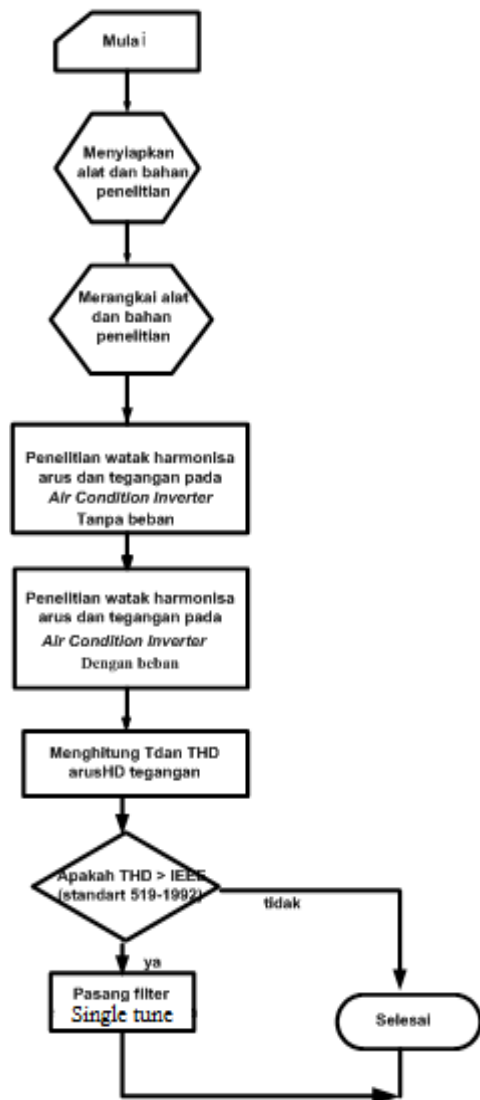 Mulai
Menyiapkan
alat dan bahan
penelitian
Merangkai alat
dan bahan
penelitian
Penelitian watak harmonisa
arus dan tegangan pada
Air Condition Inverter
Tanpa beban
Penelitian watak harmonisa
arus dan tegangan pada
Air Condition Inverter
Dengan beban
Menghitung Tdan THD
arusHD tegangan
Apakah THD > IEEE
(standart 519-1992)
tidak
ya
Pasang filter
Single tune
Selesai